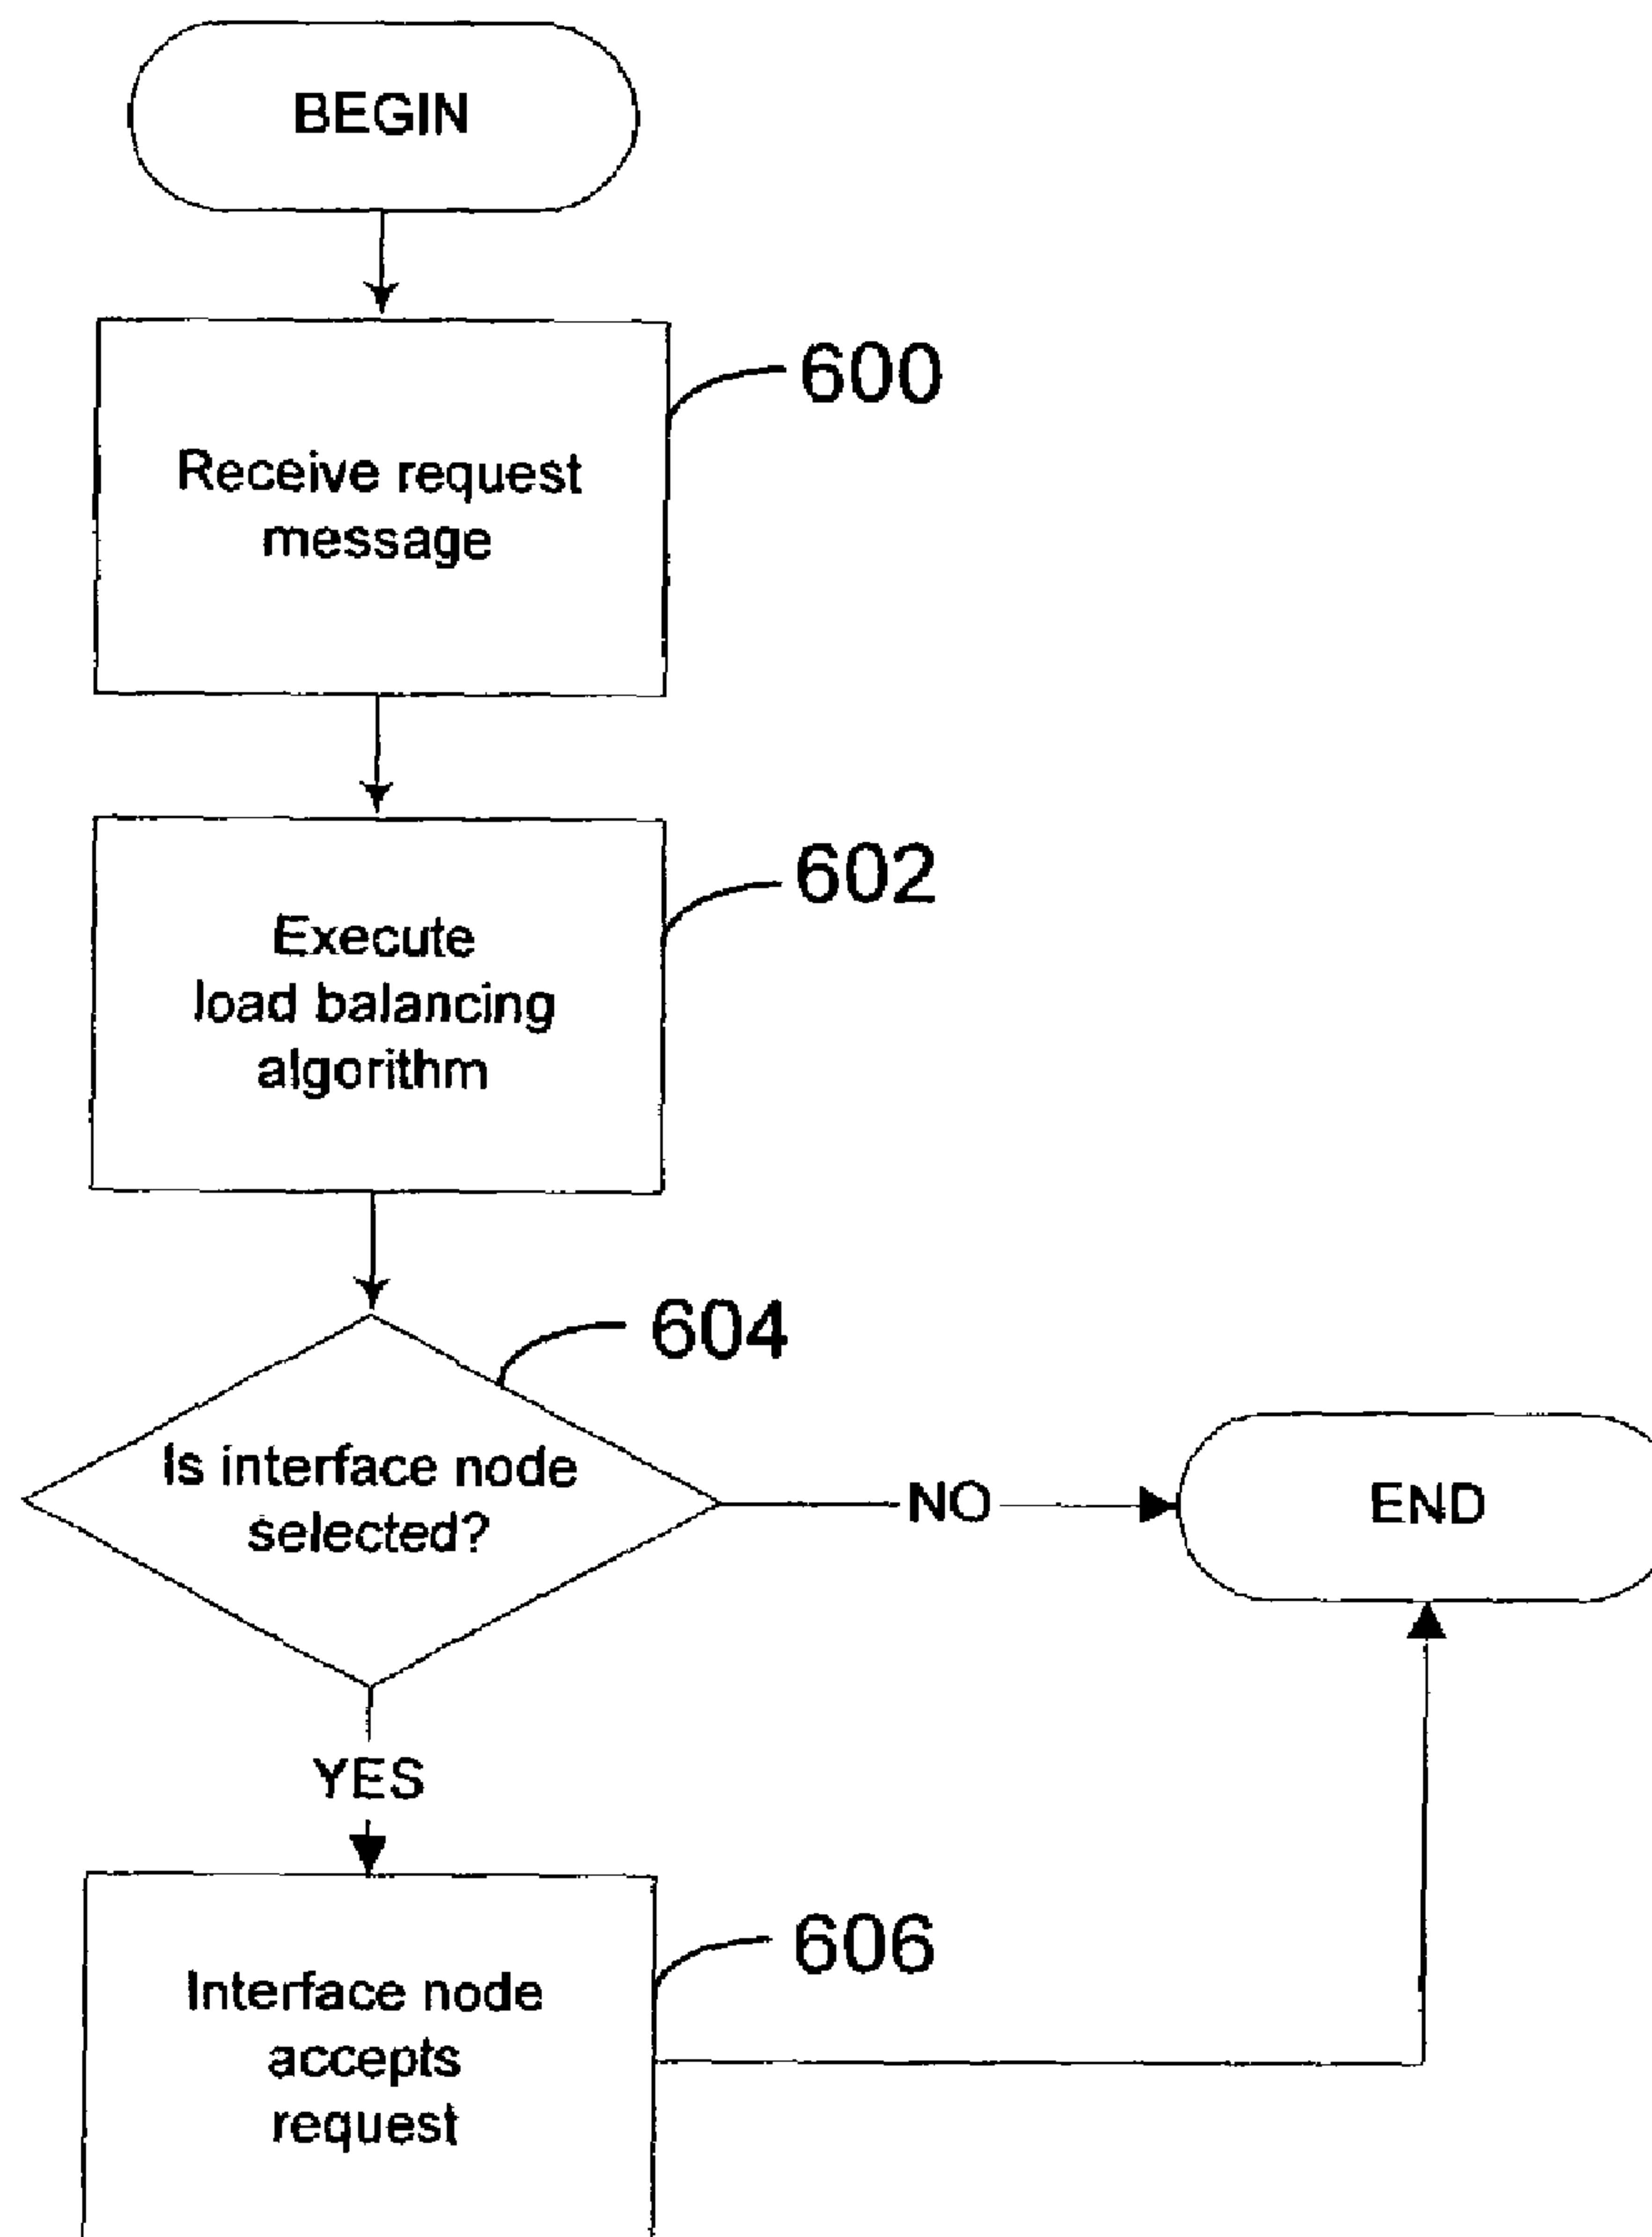 BEGIN
600
Receive request
message
602
Execute
load balancing
algorithm
604
Is interface node
selected?
NO
END
YES
606
Interface node
accepts
request